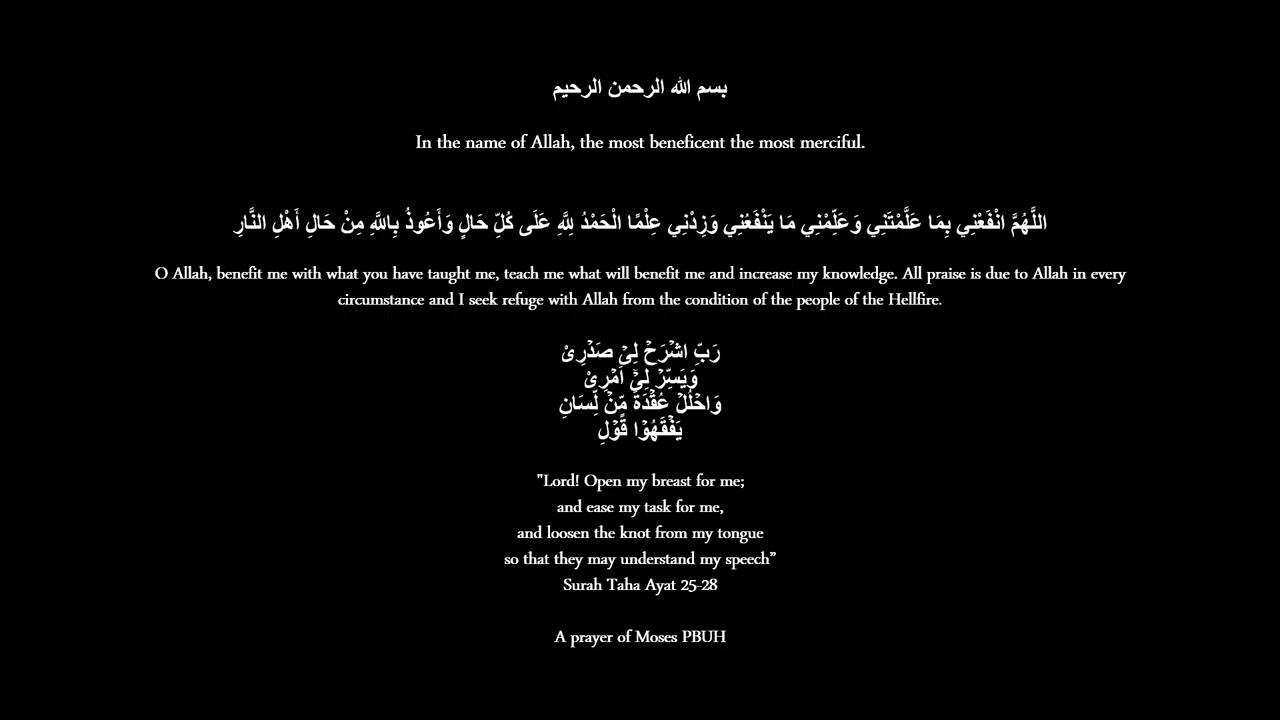 بسم الله الرحمن الرحيم
In the name of Allah, the most beneficent the most merciful.
اللَّهُمَّ انْفَعْنِي بِمَا عَلَّمْتَنِي وَعَلِّمْنِي مَا يَنْفَعُنِي وَزِدْنِي عِلْمًا الْحَمْدُ لِلَّهِ عَلَى كُلِّ حَالٍ وَأَعُوذُ بِاللَّهِ مِنْ حَالِ أَهْلِ النَّارِ
O Allah, benefit me with what you have taught me, teach me what will benefit me and increase my knowledge. All praise is due to Allah in every
circumstance and I seek refuge with Allah from the condition of the people of the Hellfire.
رَبِّ اشۡرَحۡ لِىۡ صَدۡرِىۡ
وَيَسِّرۡ لِىۡۤ اَمۡرِىۡ
وَاحۡلُلۡ عُقۡدَةً مِّنۡ لِّسَانِ
يَفۡقَهُوۡا قَوۡلِ
"Lord! Open my breast for me;
and ease my task for me,
and loosen the knot from my tongue
so that they may understand my speech”
Surah Taha Ayat 25-28
A prayer of Moses PBUH